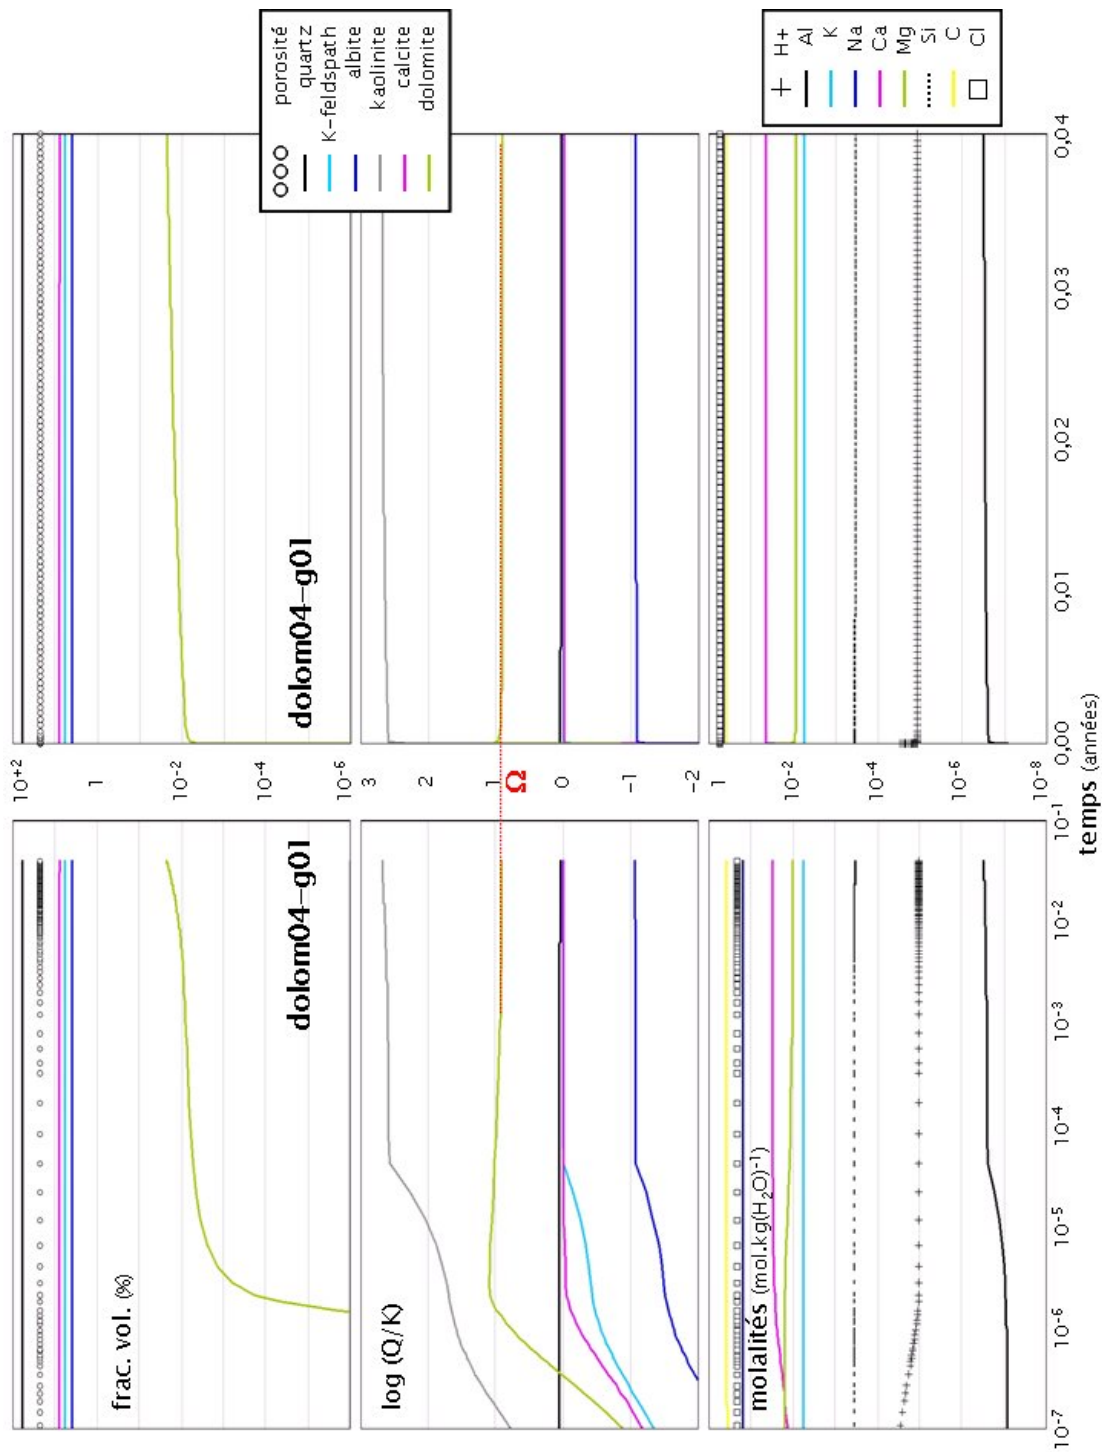 frac. vol. (%)
dolom04-g01
10+2
1
10-2
10-4
10-6
dolom04-g01
porosité
quartz
K-feldspath
albite
kaolinite
calcite
dolomite
log (Q/K)
3
2
1
0
-1
-2
Ω
molalités (mol.kg(H2O)-1)
1
10-2
10-4
10-6
10-8
H+
Al
K
Na
Ca
Mg
Si
C
Cl
10-7
10-6
10-5
10-4
10-3
10-2
10-1
0,00
0,01
0,02
0,03
0,04
temps (années)